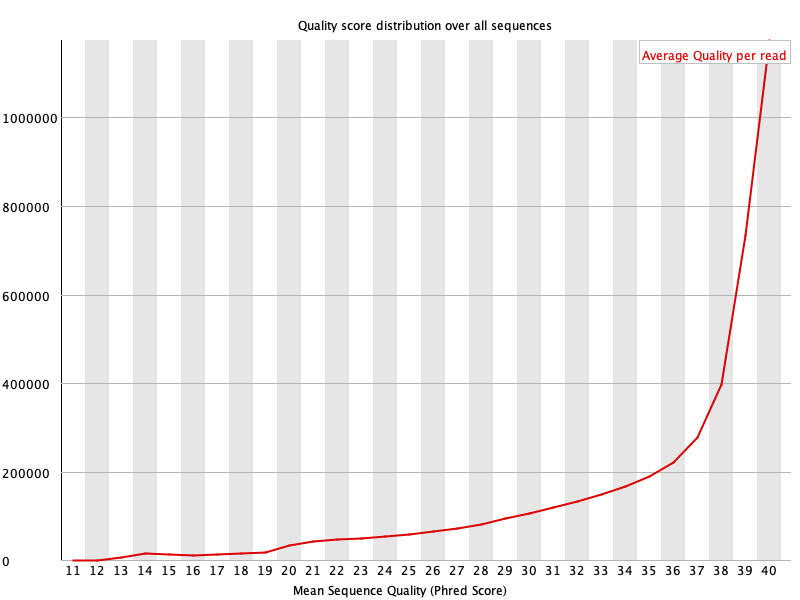 Quality score distribution over all sequences
Average Quality per read
1000000
800000
600000
400000
200000
0
11 12 13 14 15 16 17 18 19 20 21 22 23 24 25 26 27 28 29 30 31 32 33 34 35 36 37 38 39 40
Mean Sequence Quality (Phred Score)